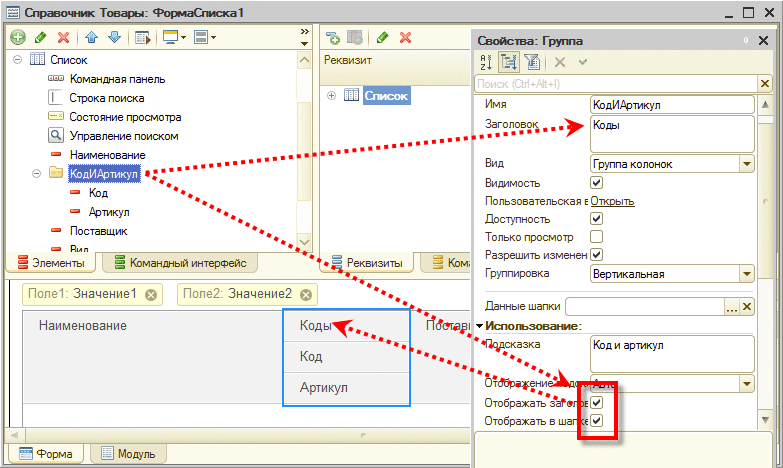 Справочник Товары: ФормаСписка1
Список
Командная панель
Строка поиска
Состояние просмотра
Управление поиском
Наименование
КодИАртикул
Код
Артикул
Поставщик
Вид
Элементы
Командный интерфейс
Реквизит
Список
Реквизиты
Кома
Свойства: Группа
Поиск (Ctrl+Alt+I)
Имя
КодИАртикул
Заголовок
Коды
Вид
Группа колонок
Видимость
Пользовательская в
Открыть
Доступность
Только просмотр
Разрешить изменен
Группировка
Вертикальная
Данные шапки
...
Использование:
Подсказка
Код и артикул
Отображение подск
Авто
Отображать заголов
Отображать в шапке
Поле1: Значение1
Поле2: Значение2
Наименование
Коды
Постав
Код
Артикул
Форма
Модуль